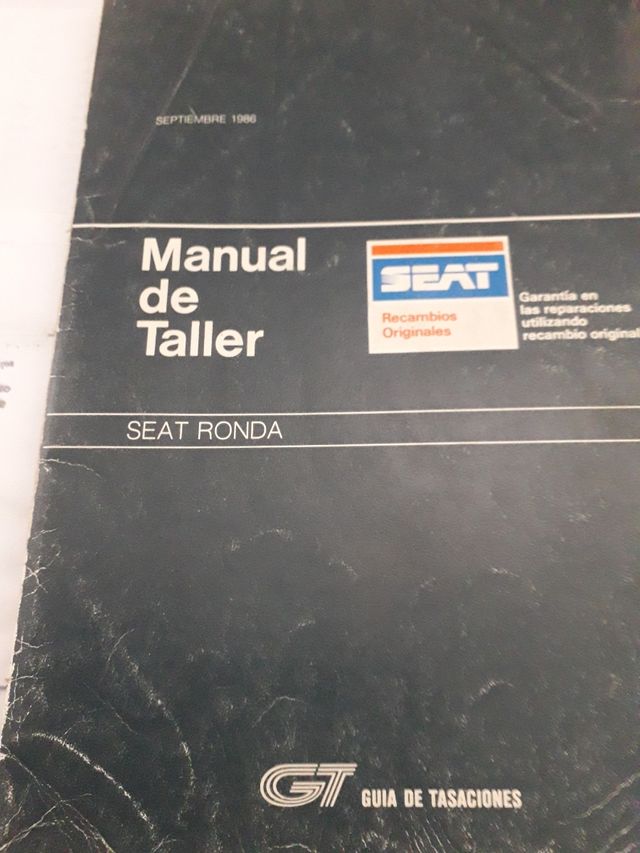 SEPTIEMBRE 1986
Manual
de
Taller
SEAT
Recambios
Originales
Garantía en
las reparaciones
utilizando
recambio original
SEAT RONDA
GT GUIA DE TASACIONES